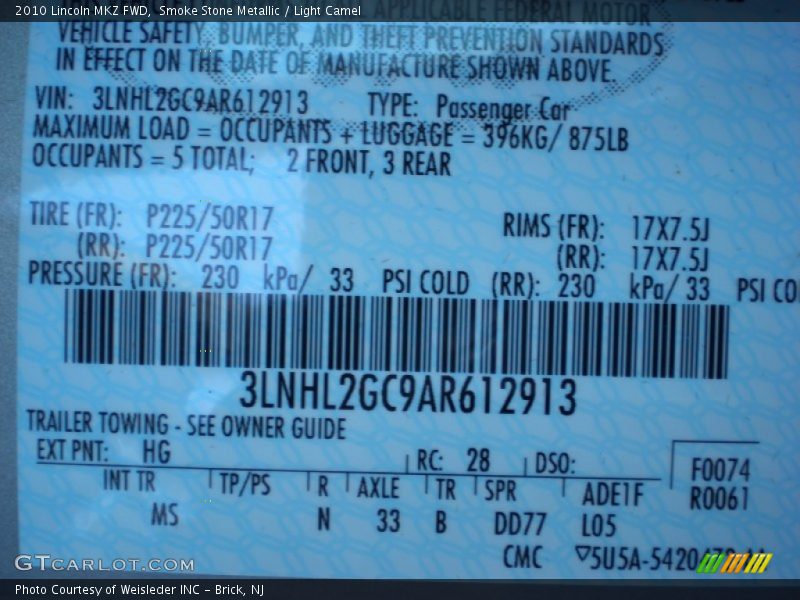 2010 Lincoln MKZ FWD, Smoke Stone Metallic / Light Camel
APPLICABLE FEDERAL MOTOR
VEHICLE SAFETY, BUMPER, AND THEFT PREVENTION STANDARDS
IN EFFECT ON THE DATE OF MANUFACTURE SHOWN ABOVE.
VIN: 3LNHL2GC9AR612913 TYPE: Passenger Car
MAXIMUM LOAD = OCCUPANTS + LUGGAGE = 396KG/ 875LB
OCCUPANTS = 5 TOTAL; 2 FRONT, 3 REAR
TIRE (FR): P225/50R17 RIMS (FR): 17X7.5J
(RR): P225/50R17 (RR): 17X7.5J
PRESSURE (FR): 230 kPa/ 33 PSI COLD (RR): 230 kPa/ 33 PSI CO
3LNHL2GC9AR612913
TRAILER TOWING - SEE OWNER GUIDE
EXT PNT: HG RC: 28 DSO: F0074
INT TR TP/PS R AXLE TR SPR ADE1F R0061
MS N 33 B DD77 L05
CMC
GTCARLOT.COM
Photo Courtesy of Weisleder INC - Brick, NJ